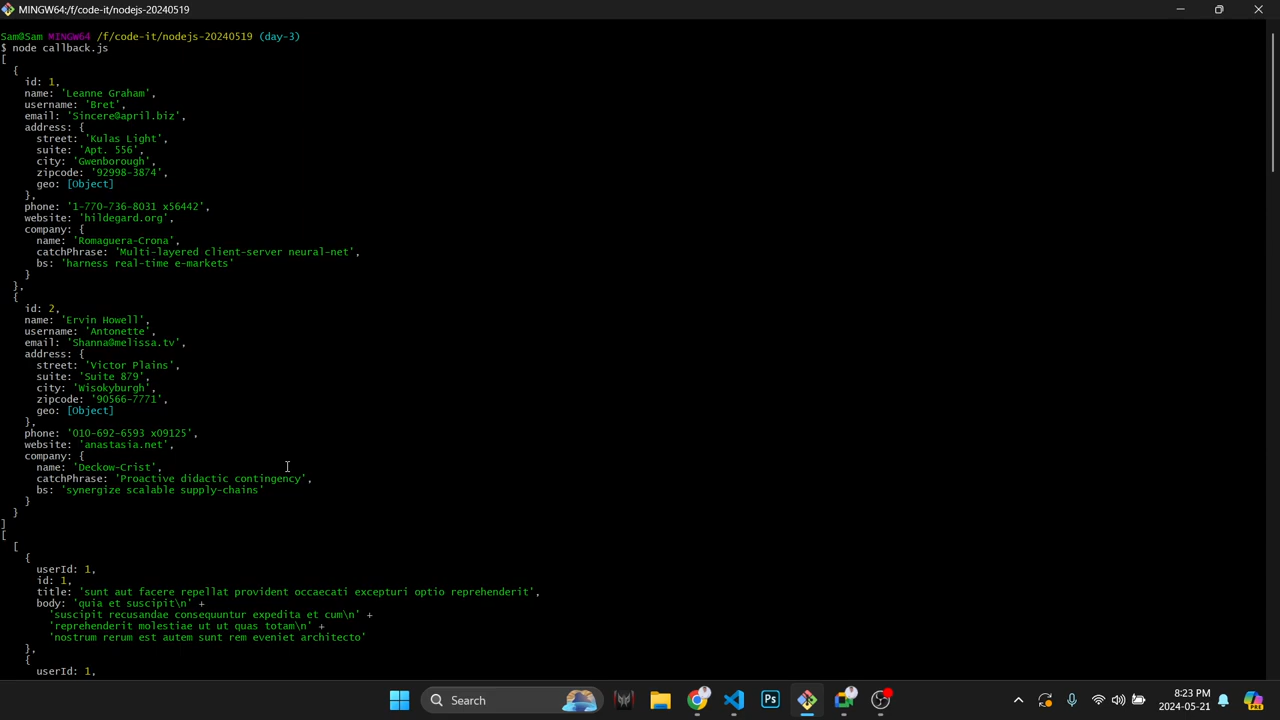 MINGW64:/f/code-it/nodejs-20240519
Sam@Sam MINGW64 /f/code-it/nodejs-20240519 (day-3)
$ node callback.js
[
  {
    id: 1,
    name: 'Leanne Graham',
    username: 'Bret',
    email: 'Sincere@april.biz',
    address: {
      street: 'Kulas Light',
      suite: 'Apt. 556',
      city: 'Gwenborough',
      zipcode: '92998-3874',
      geo: [Object]
    },
    phone: '1-770-736-8031 x56442',
    website: 'hildegard.org',
    company: {
      name: 'Romaguera-Crona',
      catchPhrase: 'Multi-layered client-server neural-net',
      bs: 'harness real-time e-markets'
    }
  },
  {
    id: 2,
    name: 'Ervin Howell',
    username: 'Antonette',
    email: 'Shanna@melissa.tv',
    address: {
      street: 'Victor Plains',
      suite: 'Suite 879',
      city: 'Wisokyburgh',
      zipcode: '90566-7771',
      geo: [Object]
    },
    phone: '010-692-6593 x09125',
    website: 'anastasia.net',
    company: {
      name: 'Deckow-Crist',
      catchPhrase: 'Proactive didactic contingency',
      bs: 'synergize scalable supply-chains'
    }
  }
]
[
  [
    {
      userId: 1,
      id: 1,
      title: 'sunt aut facere repellat provident occaecati excepturi optio reprehenderit',
      body: 'quia et suscipit\n' +
        'suscipit recusandae consequuntur expedita et cum\n' +
        'reprehenderit molestiae ut ut quas totam\n' +
        'nostrum rerum est autem sunt rem eveniet architecto'
    },
    {
      userId: 1,
Search
Ps
8:23 PM
2024-05-21